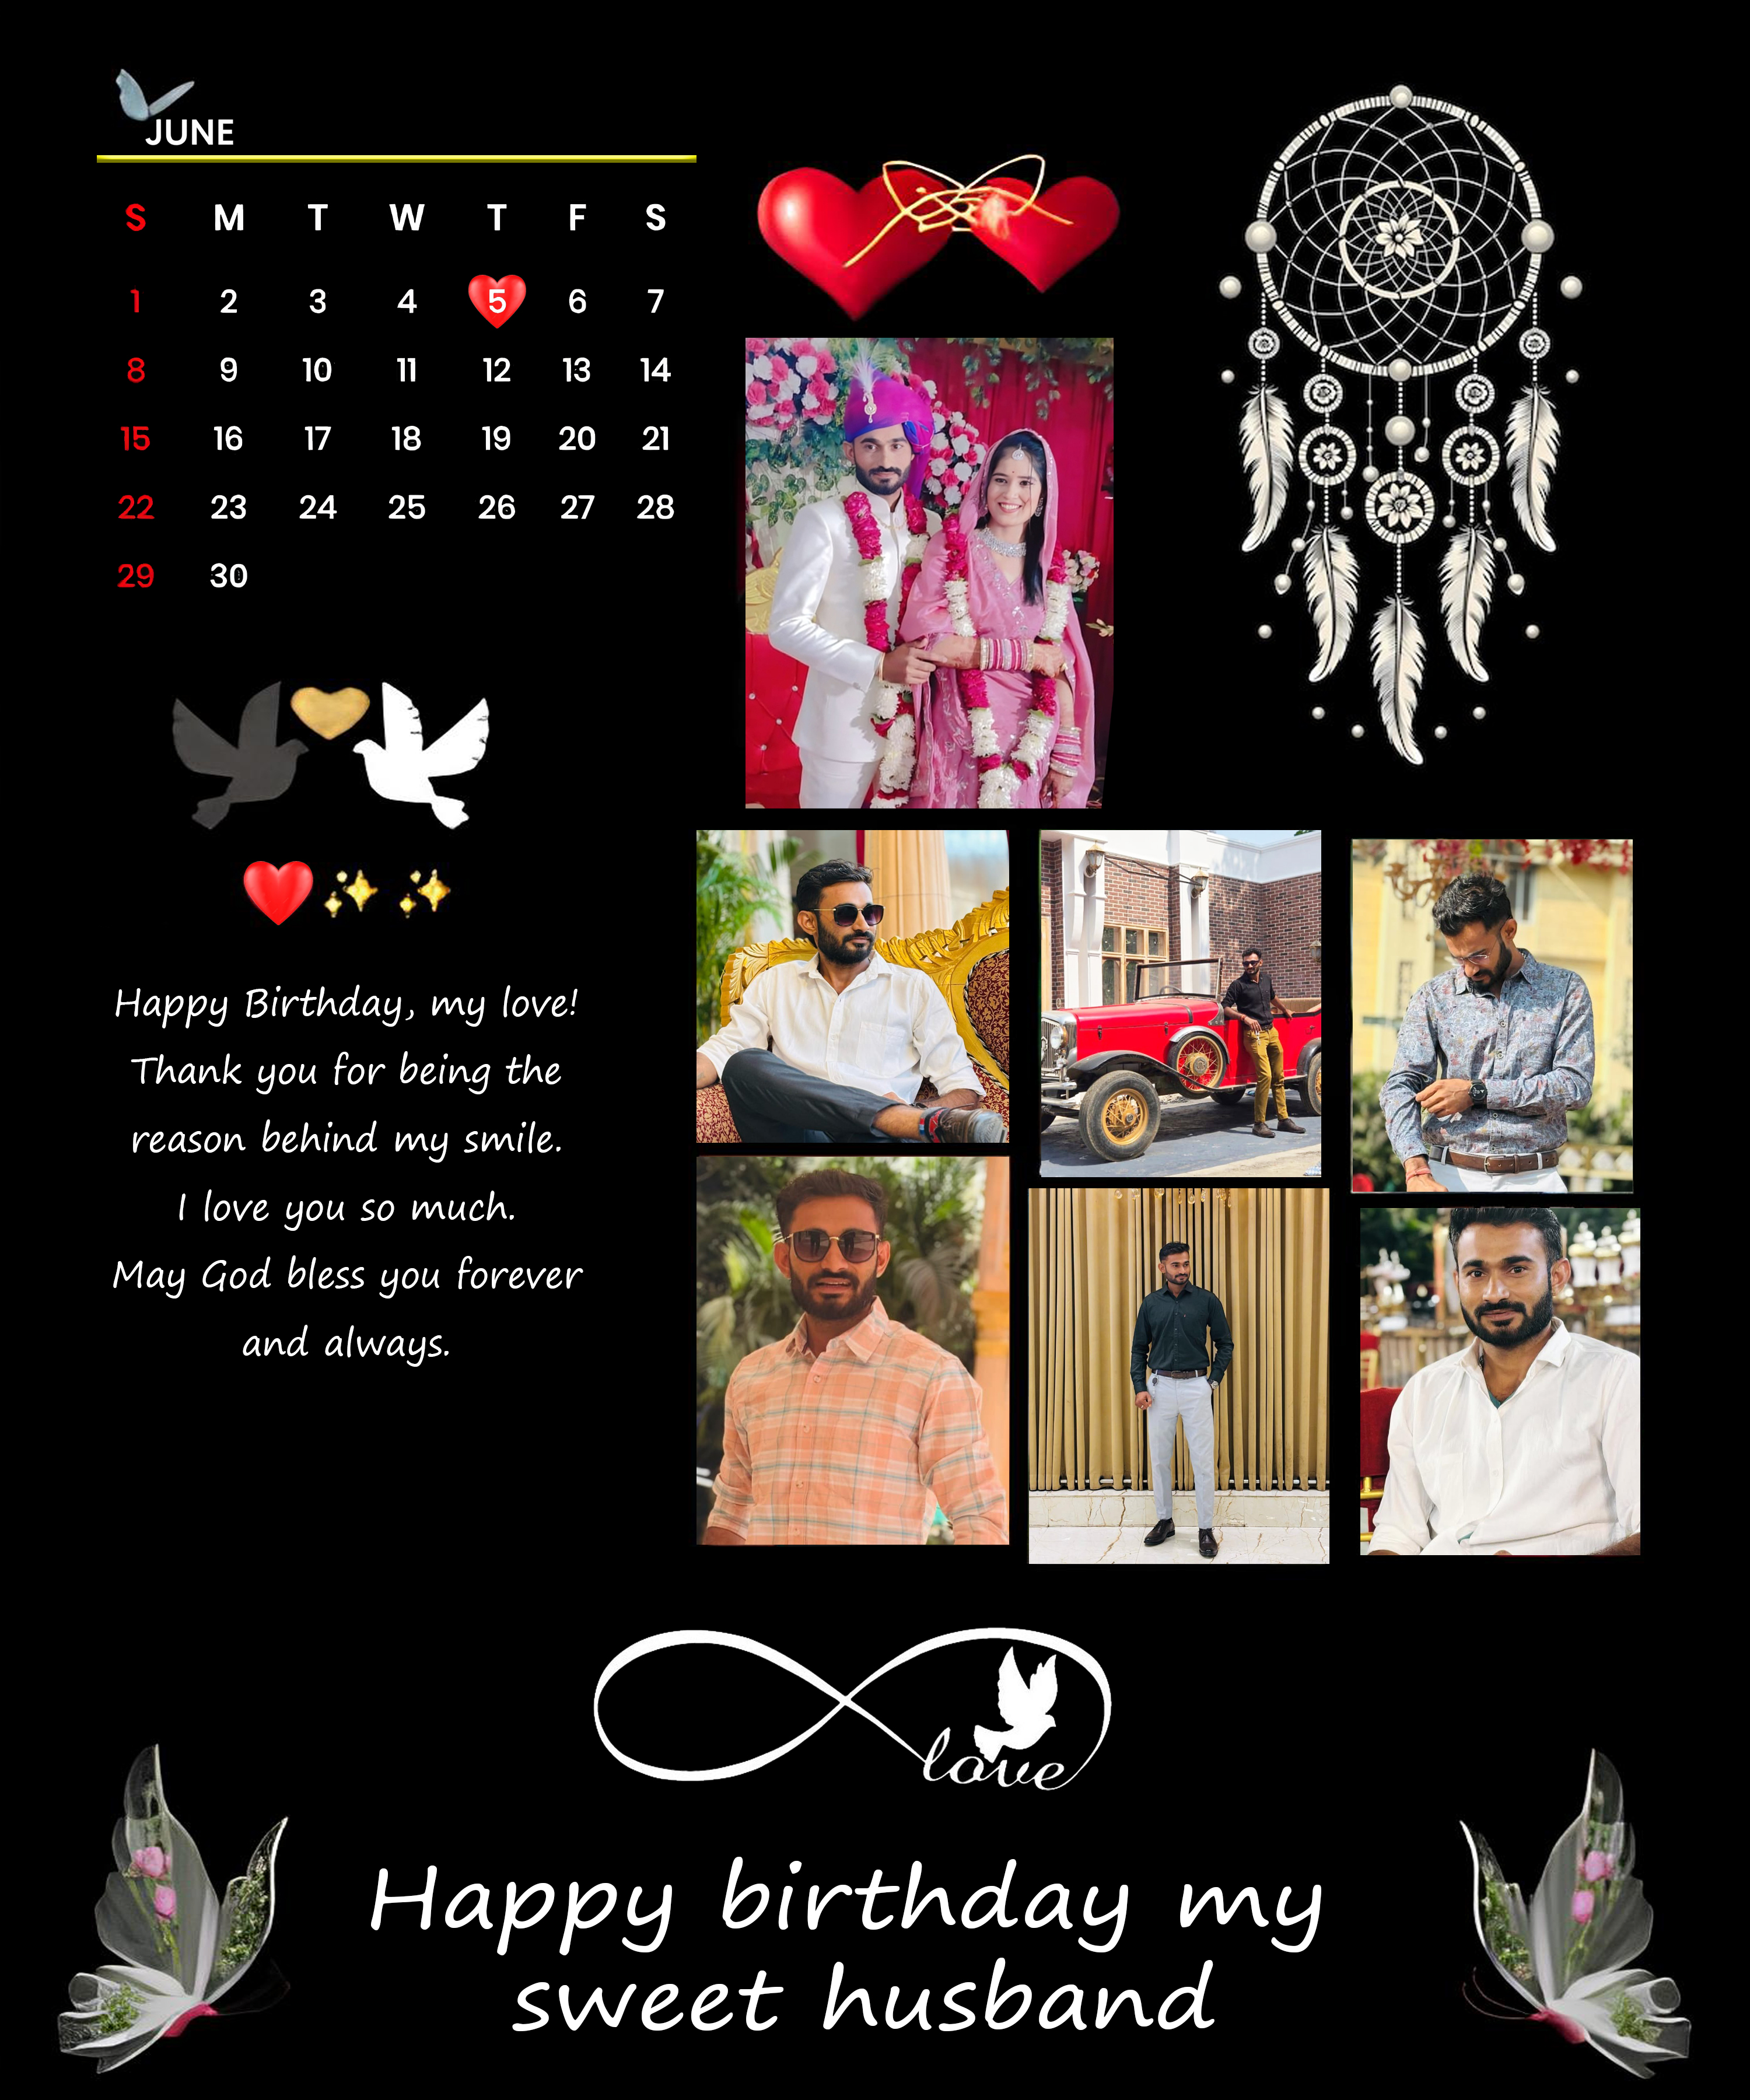 JUNE
S M T W T F S
1 2 3 4 5 6 7
8 9 10 11 12 13 14
15 16 17 18 19 20 21
22 23 24 25 26 27 28
29 30
Happy Birthday, my love!
Thank you for being the
reason behind my smile.
I love you so much.
May God bless you forever
and always.
love
Happy birthday my
sweet husband